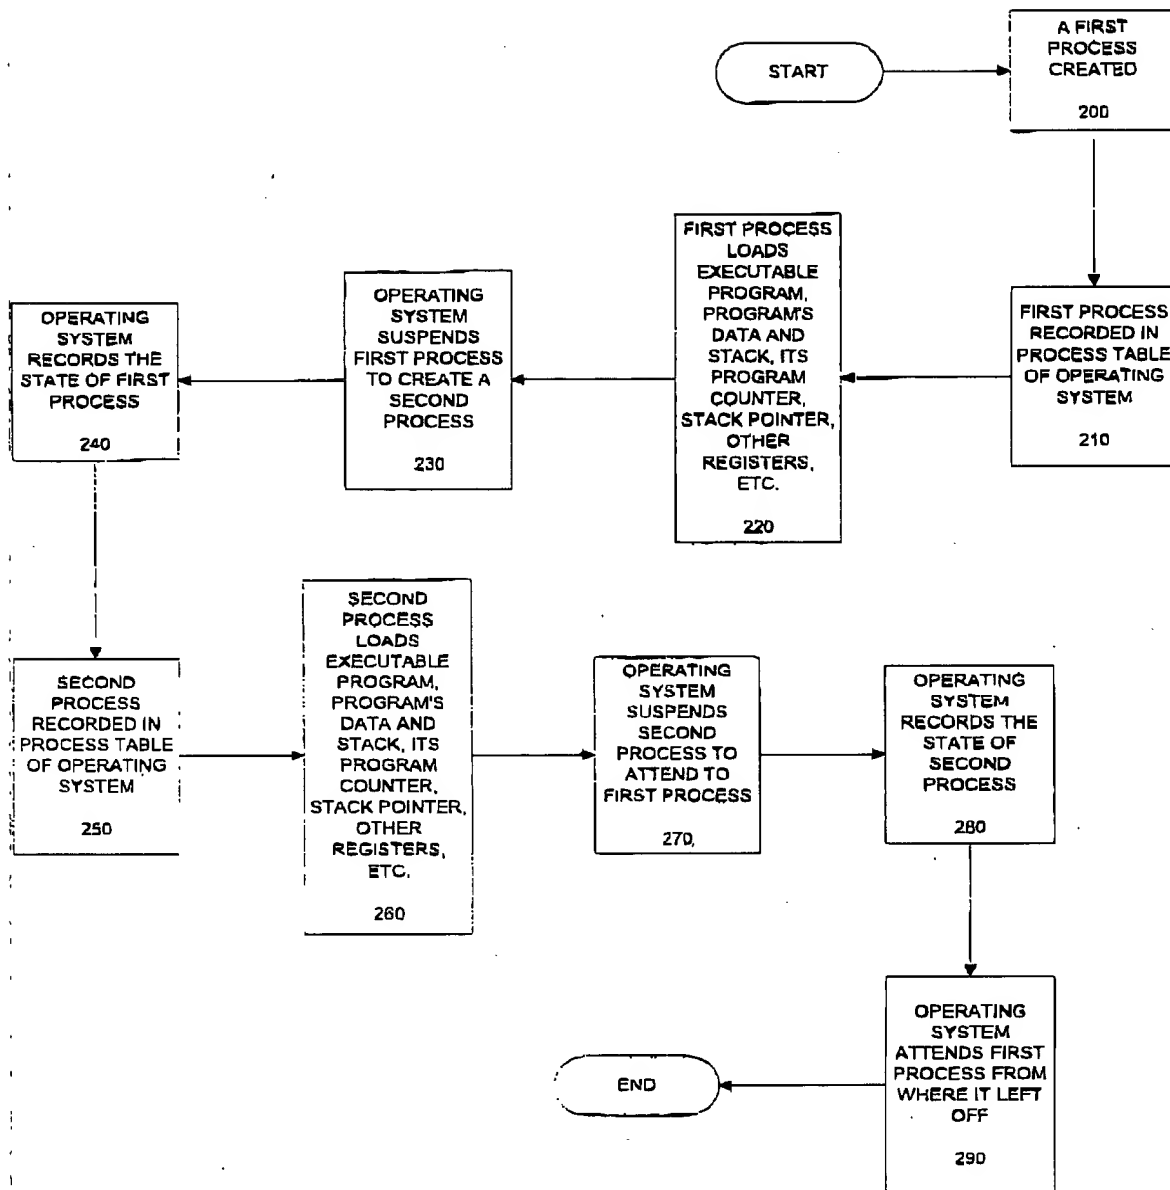 START
A FIRST
PROCESS
CREATED
200
FIRST PROCESS
RECORDED IN
PROCESS TABLE
OF OPERATING
SYSTEM
210
FIRST PROCESS
LOADS
EXECUTABLE
PROGRAM,
PROGRAM'S
DATA AND
STACK, ITS
PROGRAM
COUNTER,
STACK POINTER,
OTHER
REGISTERS,
ETC.
220
OPERATING
SYSTEM
SUSPENDS
FIRST PROCESS
TO CREATE A
SECOND
PROCESS
230
OPERATING
SYSTEM
RECORDS THE
STATE OF FIRST
PROCESS
240
SECOND
PROCESS
RECORDED IN
PROCESS TABLE
OF OPERATING
SYSTEM
250
SECOND
PROCESS
LOADS
EXECUTABLE
PROGRAM,
PROGRAM'S
DATA AND
STACK, ITS
PROGRAM
COUNTER,
STACK POINTER,
OTHER
REGISTERS,
ETC.
260
OPERATING
SYSTEM
SUSPENDS
SECOND
PROCESS TO
ATTEND TO
FIRST PROCESS
270
OPERATING
SYSTEM
RECORDS THE
STATE OF
SECOND
PROCESS
280
OPERATING
SYSTEM
ATTENDS FIRST
PROCESS FROM
WHERE IT LEFT
OFF
290
END